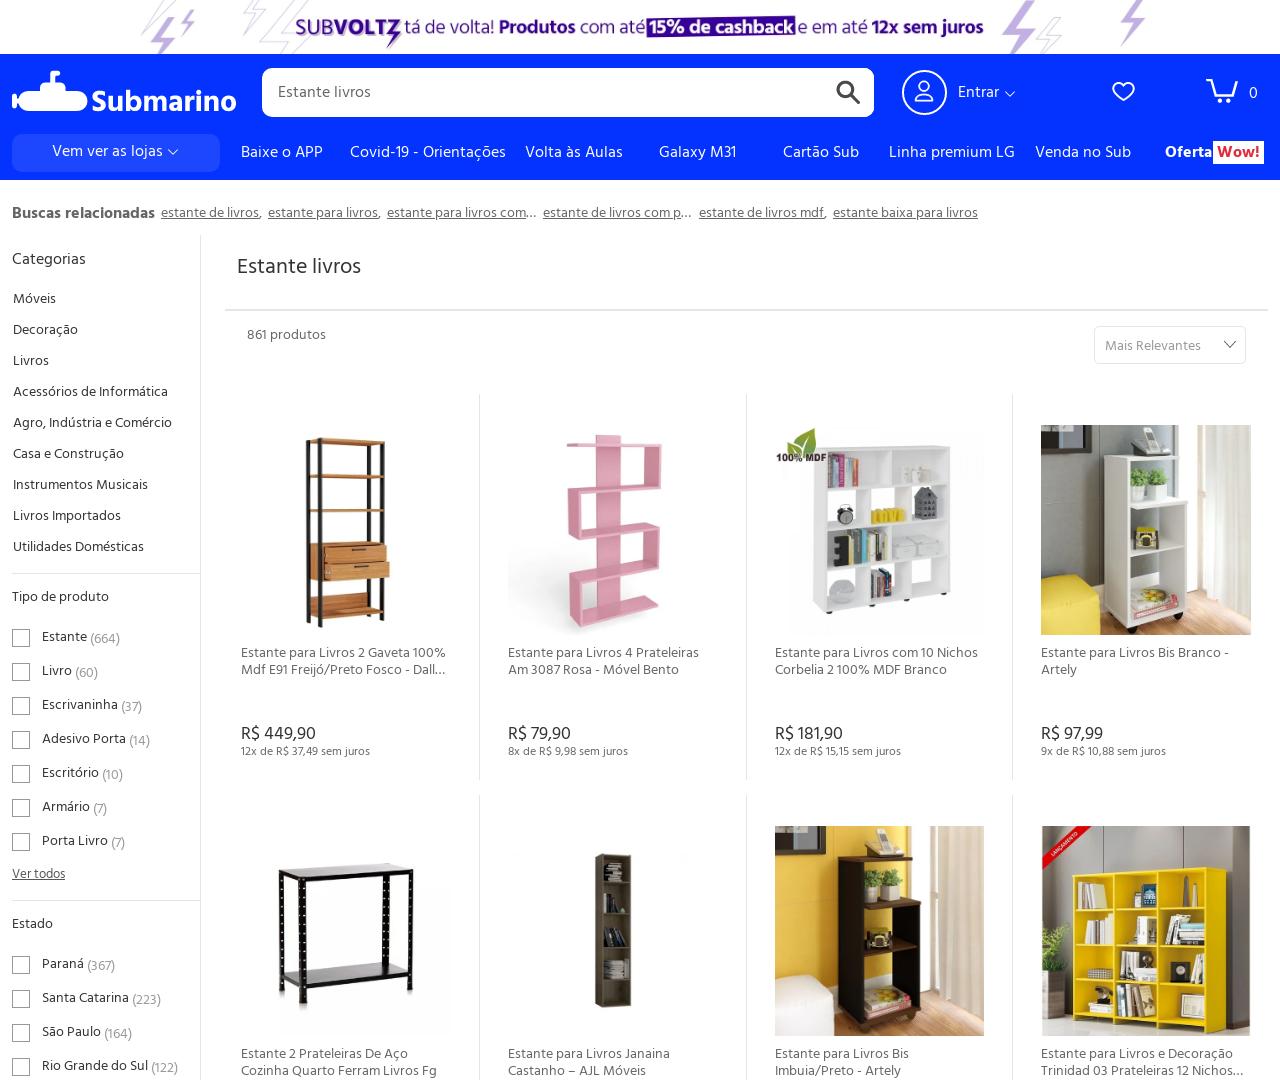 SUBVOLTZ tá de volta! Produtos com até 15% de cashback e em até 12x sem juros
Submarino
Estante livros
Entrar
0
Vem ver as lojas
Baixe o APP
Covid-19 - Orientações
Volta às Aulas
Galaxy M31
Cartão Sub
Linha premium LG
Venda no Sub
Oferta Wow!
Buscas relacionadas estante de livros, estante para livros, estante para livros com... estante de livros com p... estante de livros mdf, estante baixa para livros
Categorias
Móveis
Decoração
Livros
Acessórios de Informática
Agro, Indústria e Comércio
Casa e Construção
Instrumentos Musicais
Livros Importados
Utilidades Domésticas
Tipo de produto
Estante (664)
Livro (60)
Escrivaninha (37)
Adesivo Porta (14)
Escritório (10)
Armário (7)
Porta Livro (7)
Ver todos
Estado
Paraná (367)
Santa Catarina (223)
São Paulo (164)
Rio Grande do Sul (122)
Estante livros
861 produtos
Mais Relevantes
Estante para Livros 2 Gaveta 100%
Mdf E91 Freijó/Preto Fosco - Dall...
R$ 449,90
12x de R$ 37,49 sem juros
Estante para Livros 4 Prateleiras
Am 3087 Rosa - Móvel Bento
R$ 79,90
8x de R$ 9,98 sem juros
100% MDF
Estante para Livros com 10 Nichos
Corbelia 2 100% MDF Branco
R$ 181,90
12x de R$ 15,15 sem juros
Estante para Livros Bis Branco -
Artely
R$ 97,99
9x de R$ 10,88 sem juros
Estante 2 Prateleiras De Aço
Cozinha Quarto Ferram Livros Fg
Estante para Livros Janaina
Castanho – AJL Móveis
Estante para Livros Bis
Imbuia/Preto - Artely
LANÇAMENTO
Estante para Livros e Decoração
Trinidad 03 Prateleiras 12 Nichos...